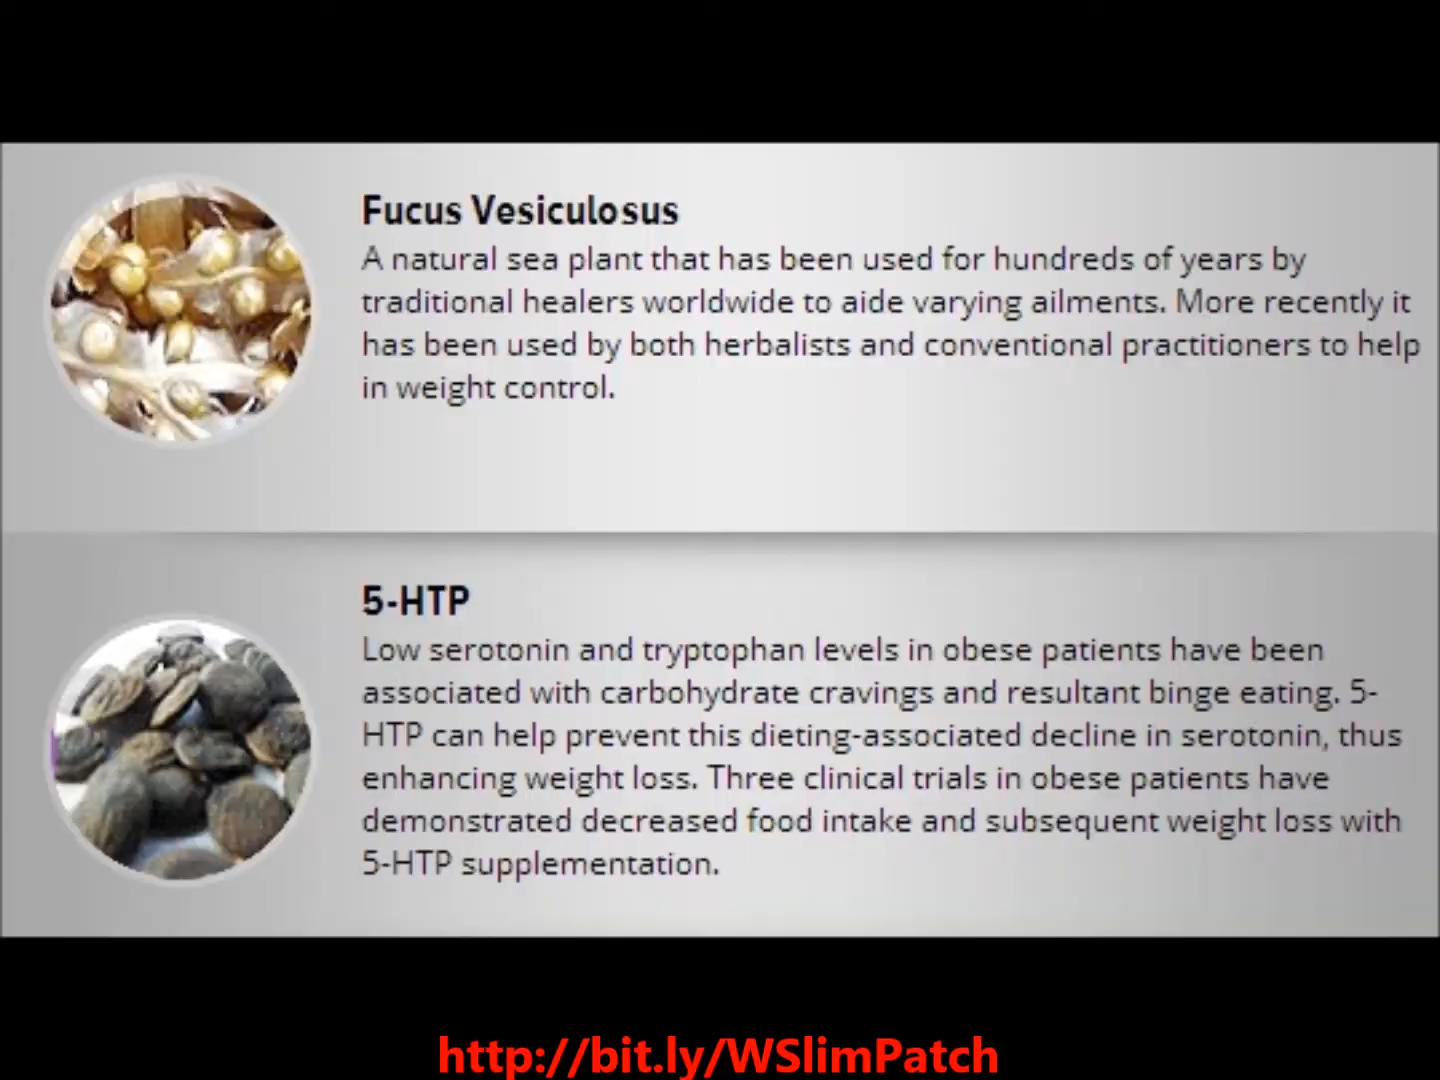 Fucus Vesiculosus
A natural sea plant that has been used for hundreds of years by
traditional healers worldwide to aide varying ailments. More recently it
has been used by both herbalists and conventional practitioners to help
in weight control.
5-HTP
Low serotonin and tryptophan levels in obese patients have been
associated with carbohydrate cravings and resultant binge eating. 5-
HTP can help prevent this dieting-associated decline in serotonin, thus
enhancing weight loss. Three clinical trials in obese patients have
demonstrated decreased food intake and subsequent weight loss with
5-HTP supplementation.
http://bit.ly/WSlimPatch